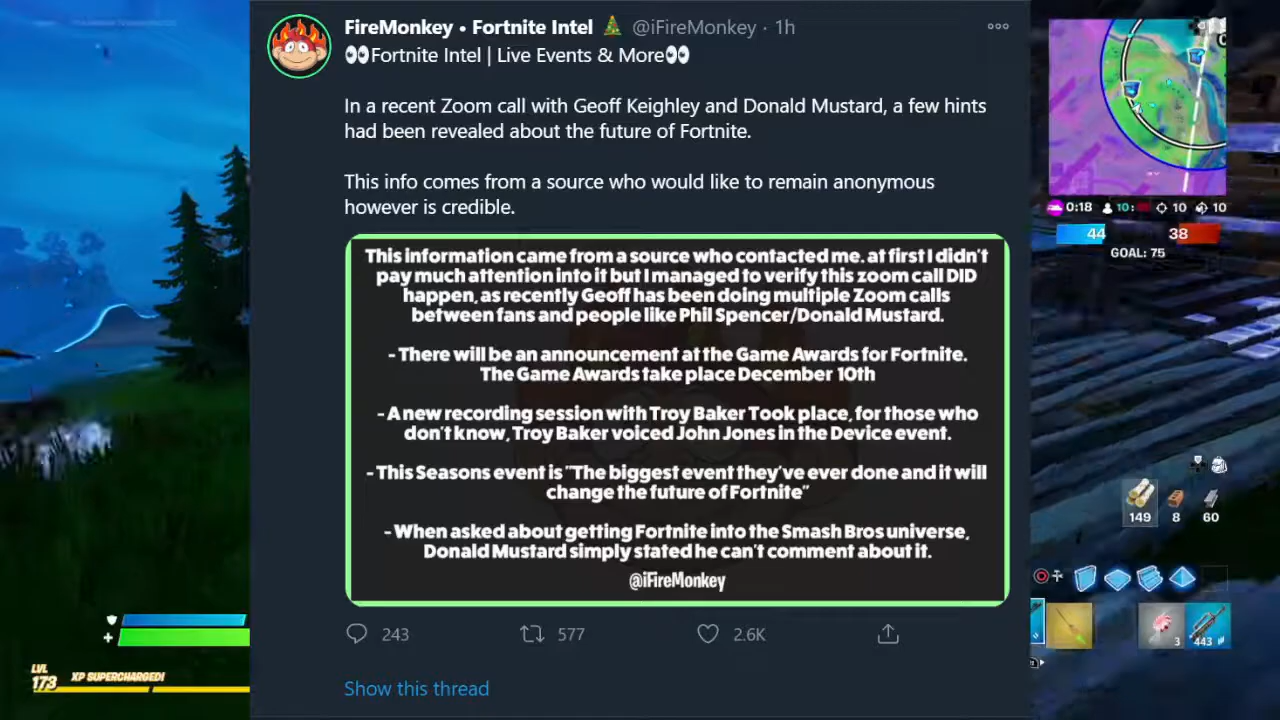 FireMonkey • Fortnite Intel 🎄 @iFireMonkey · 1h
👀Fortnite Intel | Live Events & More👀
In a recent Zoom call with Geoff Keighley and Donald Mustard, a few hints
had been revealed about the future of Fortnite.
This info comes from a source who would like to remain anonymous
however is credible.
This information came from a source who contacted me. at first I didn't
pay much attention into it but I managed to verify this zoom call DID
happen, as recently Geoff has been doing multiple Zoom calls
between fans and people like Phil Spencer/Donald Mustard.
- There will be an announcement at the Game Awards for Fortnite.
The Game Awards take place December 10th
- A new recording session with Troy Baker Took place, for those who
don't know, Troy Baker voiced John Jones in the Device event.
- This Seasons event is "The biggest event they've ever done and it will
change the future of Fortnite"
- When asked about getting Fortnite into the Smash Bros universe,
Donald Mustard simply stated he can't comment about it.
@iFireMonkey
243 577 2.6K
Show this thread
0:18 10: 10 10
44 38
GOAL: 75
149 8 60
3 443
LVL
173 XP SUPERCHARGED!